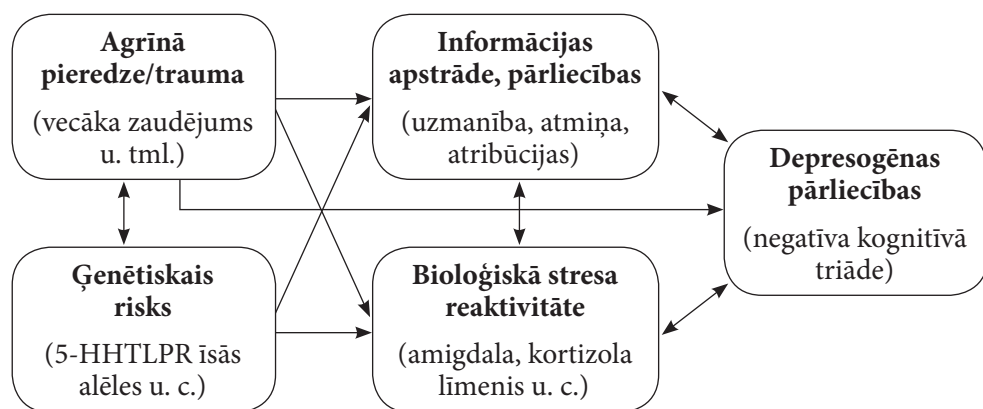 Agrīnā
pieredze/trauma
(vecāka zaudējums
u. tml.)
Informācijas
apstrāde, pārliecības
(uzmanība, atmiņa,
atribūcijas)
Depresogēnas
pārliecības
(negatīva kognitīvā
triāde)
Ģenētiskais
risks
(5-HHTLPR īsās
alēles u. c.)
Bioloģiskā stresa
reaktivitāte
(amigdala, kortizola
līmenis u. c.)